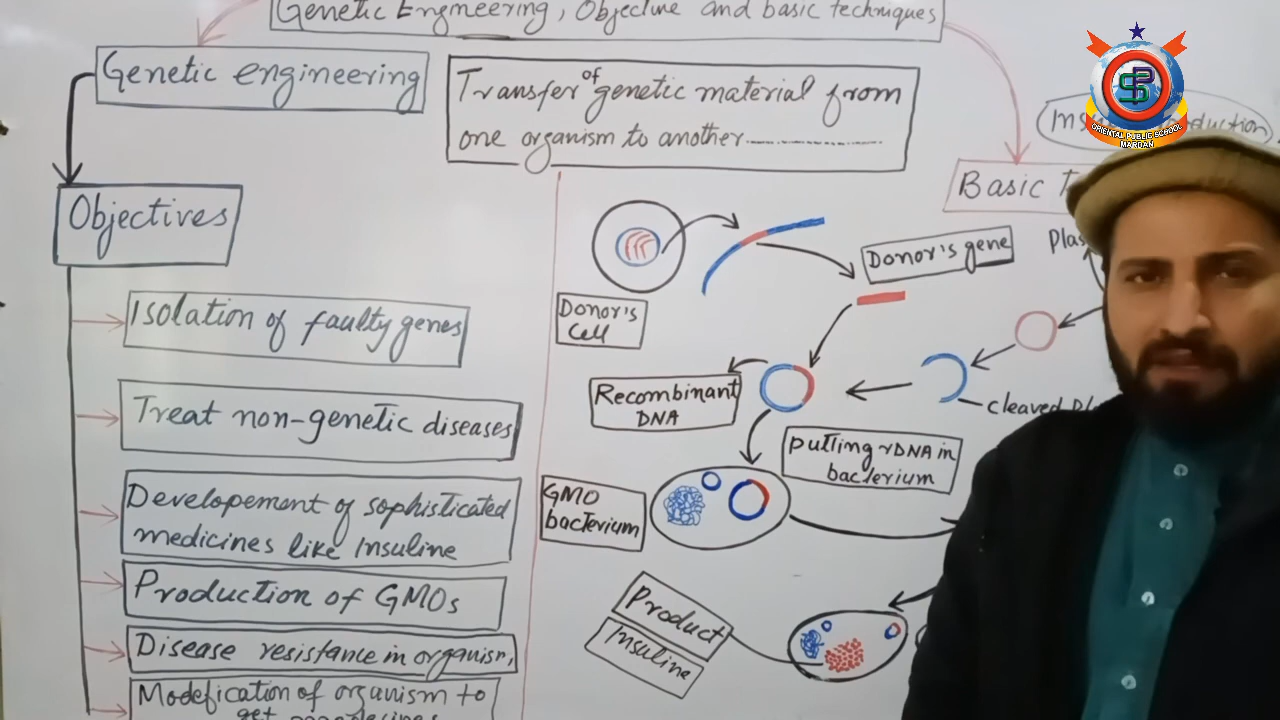 Genetic Engineering, Objective and basic techniques
Genetic engineering
Transfer of genetic material from
one organism to another
Objectives
Isolation of faulty genes
Treat non-genetic diseases
Developement of sophisticated
medicines like Insuline
Production of GMOs
Disease resistance in organism,
Modefication of organism to
get
Basic
Donor's gene
Donor's
Cell
Recombinant
DNA
cleaved
putting rDNA in
bacterium
GMO
bacterium
Product
Insuline
ORIENTAL PUBLIC SCHOOL
MARDAN